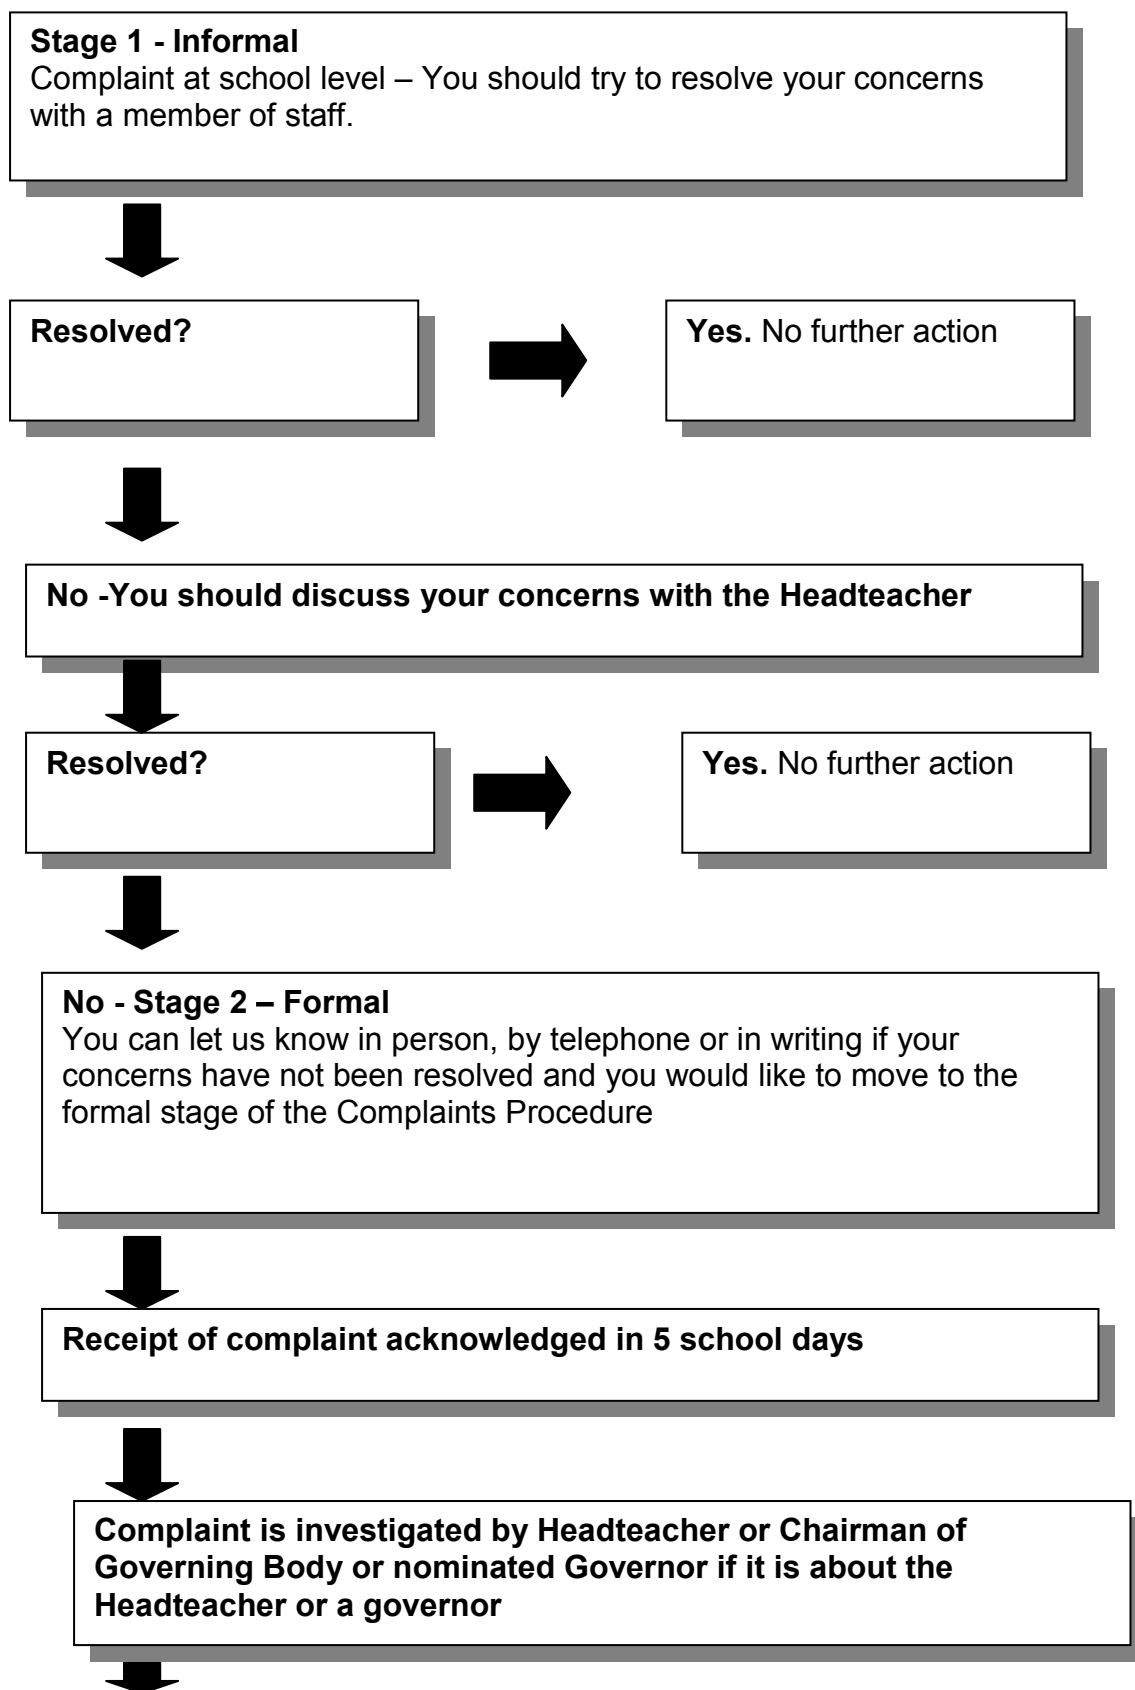 Stage 1 - Informal
Complaint at school level – You should try to resolve your concerns
with a member of staff.
Resolved?
Yes. No further action
No -You should discuss your concerns with the Headteacher
Resolved?
Yes. No further action
No - Stage 2 – Formal
You can let us know in person, by telephone or in writing if your
concerns have not been resolved and you would like to move to the
formal stage of the Complaints Procedure
Receipt of complaint acknowledged in 5 school days
Complaint is investigated by Headteacher or Chairman of
Governing Body or nominated Governor if it is about the
Headteacher or a governor